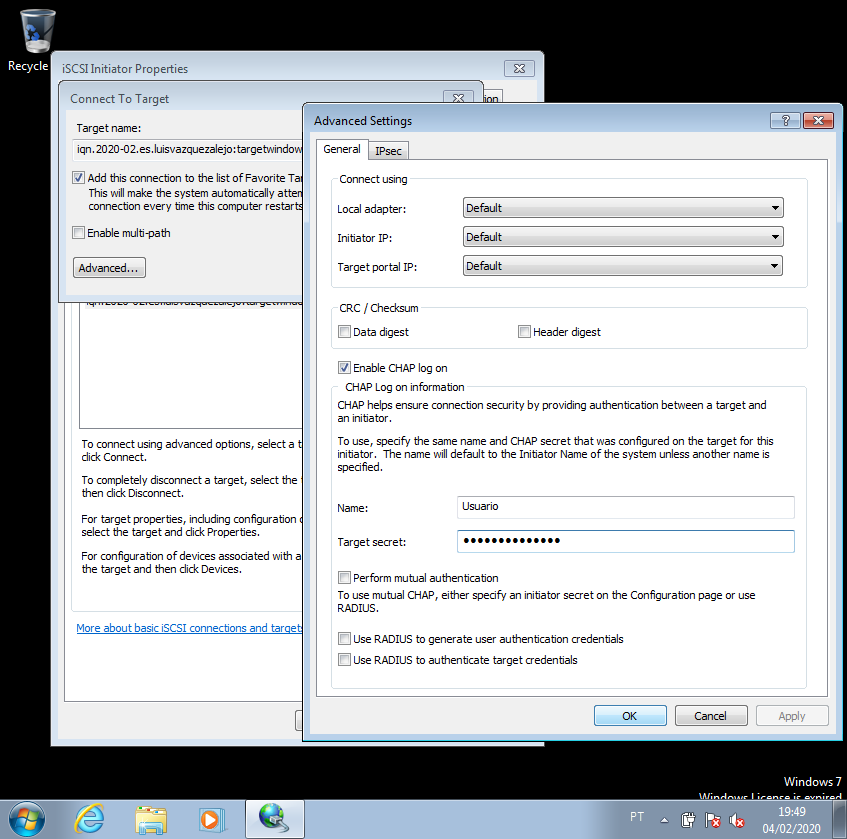 Recycle
iSCSI Initiator Properties
Connect To Target
Target name:
iqn.2020-02.es.luisvazquezalejo:targetwindow
Add this connection to the list of Favorite Tar
This will make the system automatically attem
connection every time this computer restarts
Enable multi-path
Advanced...
To connect using advanced options, select a t
click Connect.
To completely disconnect a target, select the
then click Disconnect.
For target properties, including configuration o
select the target and click Properties.
For configuration of devices associated with a
the target and then click Devices.
More about basic iSCSI connections and targets
Advanced Settings
General
IPsec
Connect using
Local adapter:
Default
Initiator IP:
Default
Target portal IP:
Default
CRC / Checksum
Data digest
Header digest
Enable CHAP log on
CHAP Log on information
CHAP helps ensure connection security by providing authentication between a target and
an initiator.
To use, specify the same name and CHAP secret that was configured on the target for this
initiator. The name will default to the Initiator Name of the system unless another name is
specified.
Name:
Usuario
Target secret:
●●●●●●●●●●●●●●
Perform mutual authentication
To use mutual CHAP, either specify an initiator secret on the Configuration page or use
RADIUS.
Use RADIUS to generate user authentication credentials
Use RADIUS to authenticate target credentials
OK
Cancel
Apply
Windows 7
Windows License is expired
PT
19:49
04/02/2020